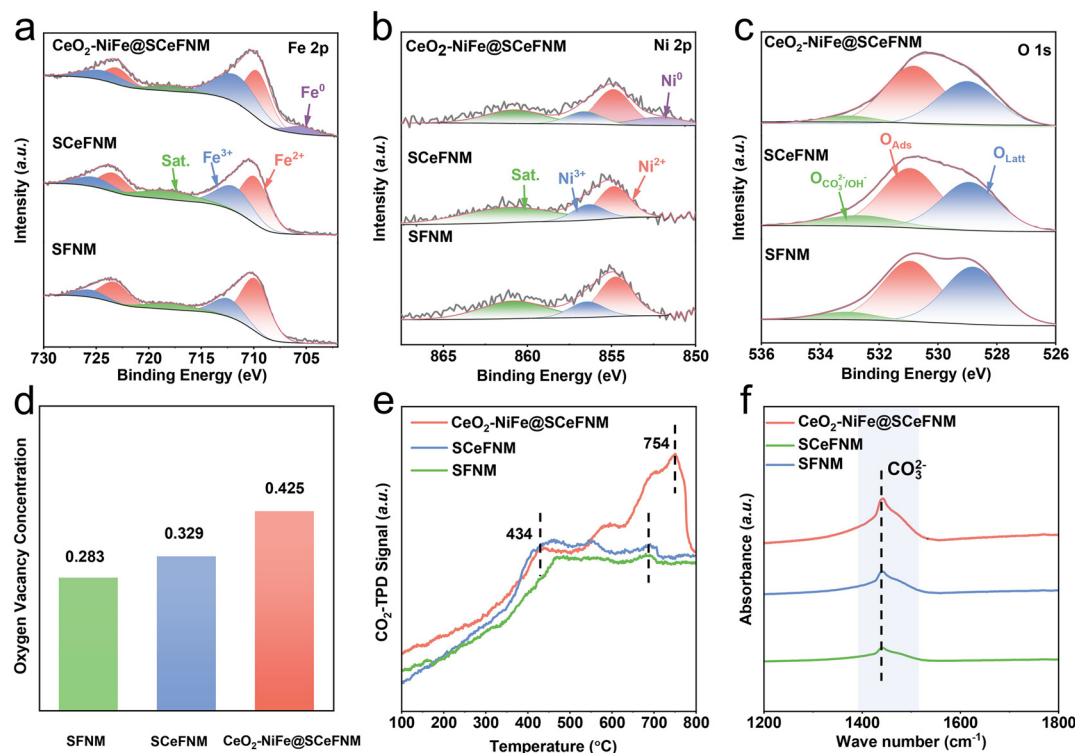 a
CeO₂-NiFe@SCeFNM
Fe 2p
Fe⁰
SCeFNM
Sat.
Fe³⁺
Fe²⁺
SFNM
Intensity (a.u.)
730 725 720 715 710 705
Binding Energy (eV)
b
CeO₂-NiFe@SCeFNM
Ni 2p
Ni⁰
SCeFNM
Sat.
Ni³⁺
Ni²⁺
SFNM
Intensity (a.u.)
865 860 855 850
Binding Energy (eV)
c
CeO₂-NiFe@SCeFNM
O 1s
SCeFNM
O_Ads
O_Latt
O_CO₃²⁻/OH⁻
SFNM
Intensity (a.u.)
536 534 532 530 528 526
Binding Energy (eV)
d
Oxygen Vacancy Concentration
0.283
0.329
0.425
SFNM
SCeFNM
CeO₂-NiFe@SCeFNM
e
CeO₂-NiFe@SCeFNM
SCeFNM
SFNM
754
434
CO₂-TPD Signal (a.u.)
100 200 300 400 500 600 700 800
Temperature (°C)
f
CeO₂-NiFe@SCeFNM
SCeFNM
SFNM
CO₃²⁻
Absorbance (a.u.)
1200 1400 1600 1800
Wave number (cm⁻¹)